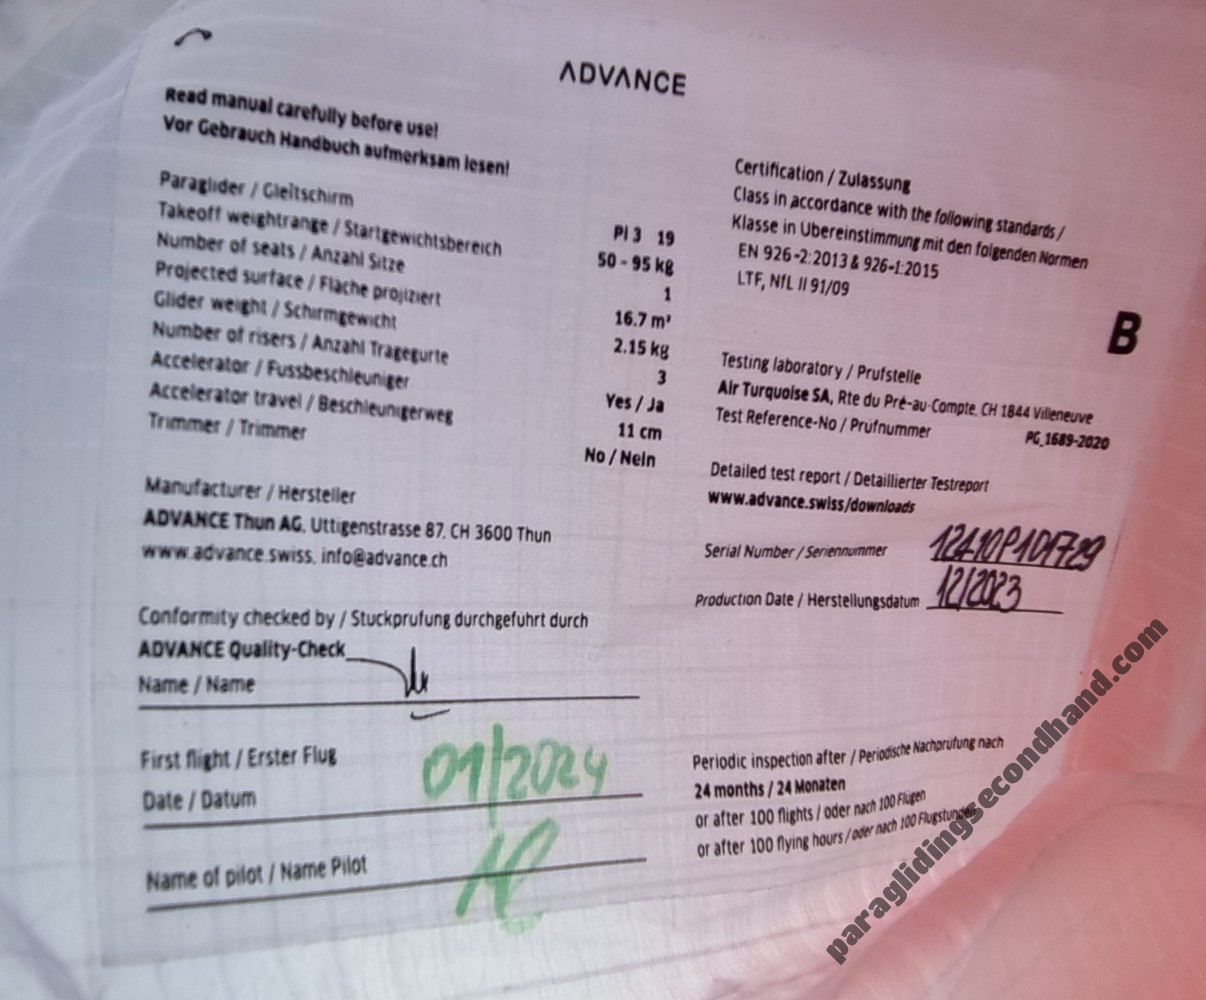 ADVANCE
Read manual carefully before use!
Vor Gebrauch Handbuch aufmerksam lesen!
Paraglider / Gleitschirm PI 3 19
Takeoff weightrange / Startgewichtsbereich 50 - 95 kg
Number of seats / Anzahl Sitze 1
Projected surface / Fläche projiziert 16.7 m²
Glider weight / Schirmgewicht 2.15 kg
Number of risers / Anzahl Tragegurte 3
Accelerator / Fussbeschleuniger Yes / Ja
Accelerator travel / Beschleunigerweg 11 cm
Trimmer / Trimmer No / Nein
Manufacturer / Hersteller
ADVANCE Thun AG, Uttigenstrasse 87, CH 3600 Thun
www.advance.swiss, info@advance.ch
Conformity checked by / Stückprüfung durchgeführt durch
ADVANCE Quality-Check
Name / Name
First flight / Erster Flug
Date / Datum 01/2024
Name of pilot / Name Pilot
Certification / Zulassung
Class in accordance with the following standards /
Klasse in Übereinstimmung mit den folgenden Normen
EN 926-2:2013 & 926-1:2015
LTF, NfL II 91/09
B
Testing laboratory / Prüfstelle
Air Turquoise SA, Rte du Pré-au-Compte, CH 1844 Villeneuve
Test Reference-No / Prüfnummer PG_1689-2020
Detailed test report / Detaillierter Testreport
www.advance.swiss/downloads
Serial Number / Seriennummer 12410P101729
Production Date / Herstellungsdatum 12/2023
Periodic inspection after / Periodische Nachprüfung nach
24 months / 24 Monaten
or after 100 flights / oder nach 100 Flügen
or after 100 flying hours / oder nach 100 Flugstunden
paraglidingsecondhand.com